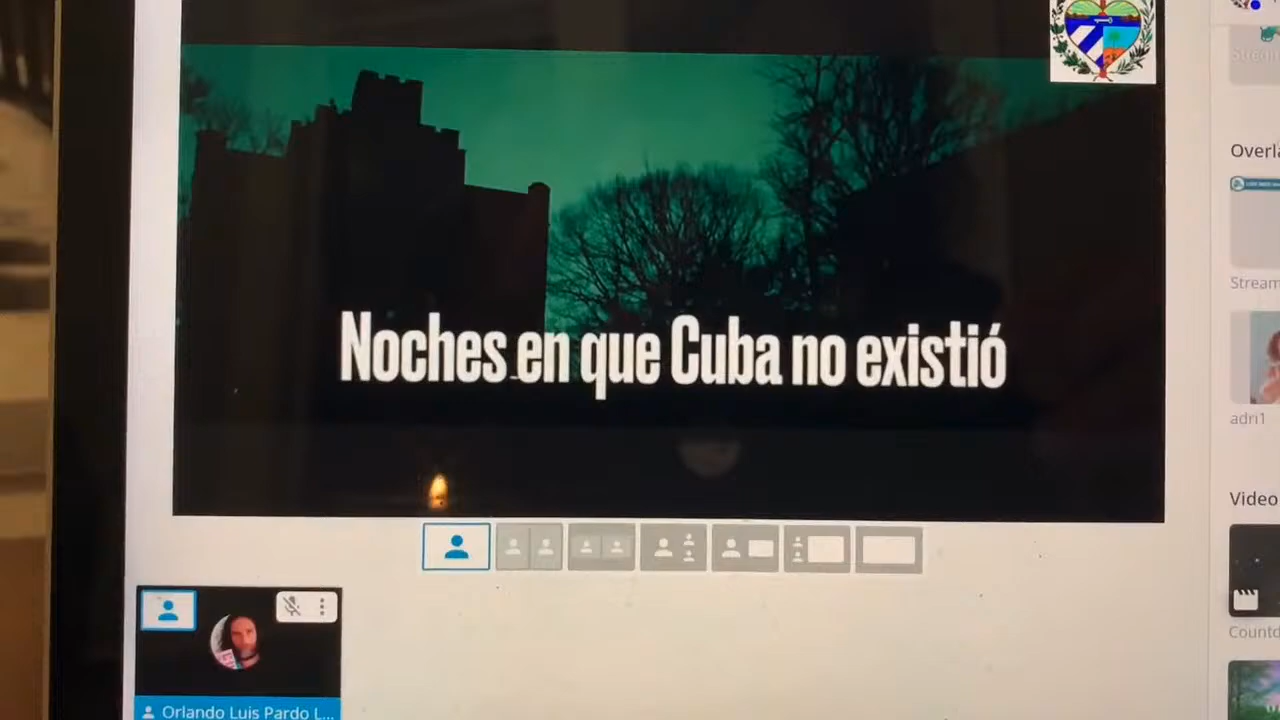 Overla
Noches en que Cuba no existió
Stream
adri1
Video
Countd
Orlando Luis Pardo L...